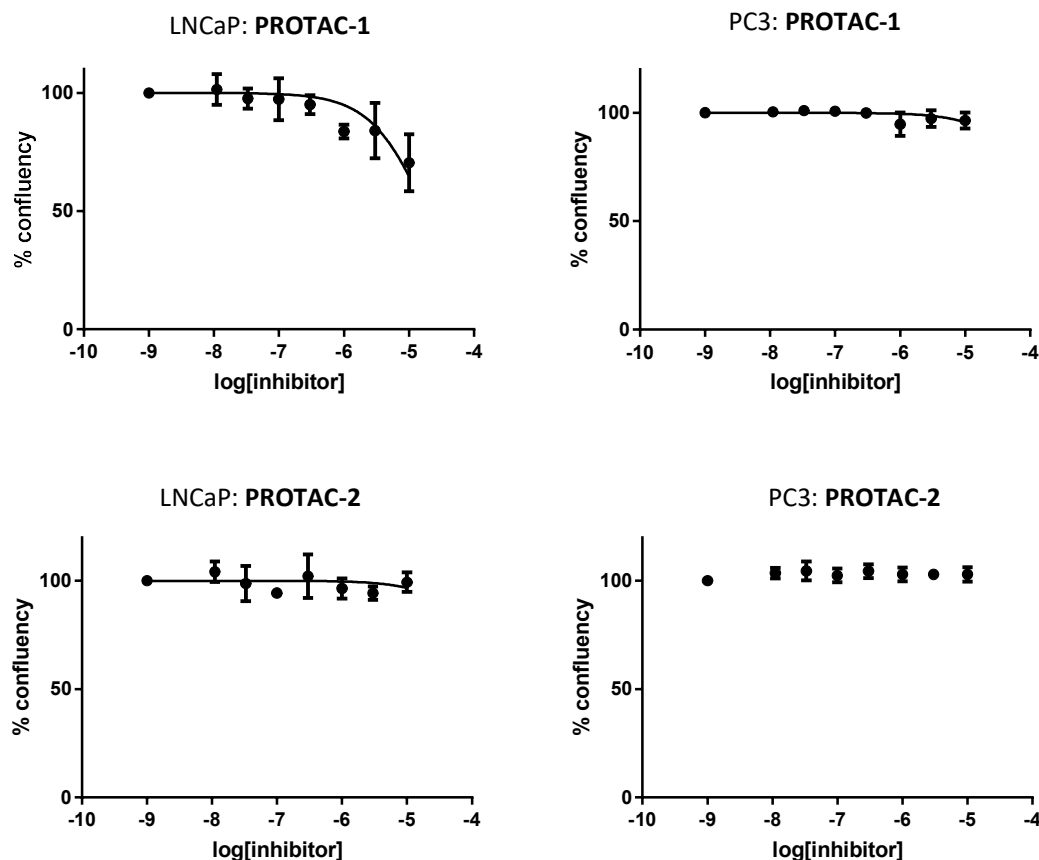 LNCaP: PROTAC-1
% confluency
100
50
0
-10 -9 -8 -7 -6 -5 -4
log[inhibitor]
PC3: PROTAC-1
% confluency
100
50
0
-10 -9 -8 -7 -6 -5 -4
log[inhibitor]
LNCaP: PROTAC-2
% confluency
100
50
0
-10 -9 -8 -7 -6 -5 -4
log[inhibitor]
PC3: PROTAC-2
% confluency
100
50
0
-10 -9 -8 -7 -6 -5 -4
log[inhibitor]